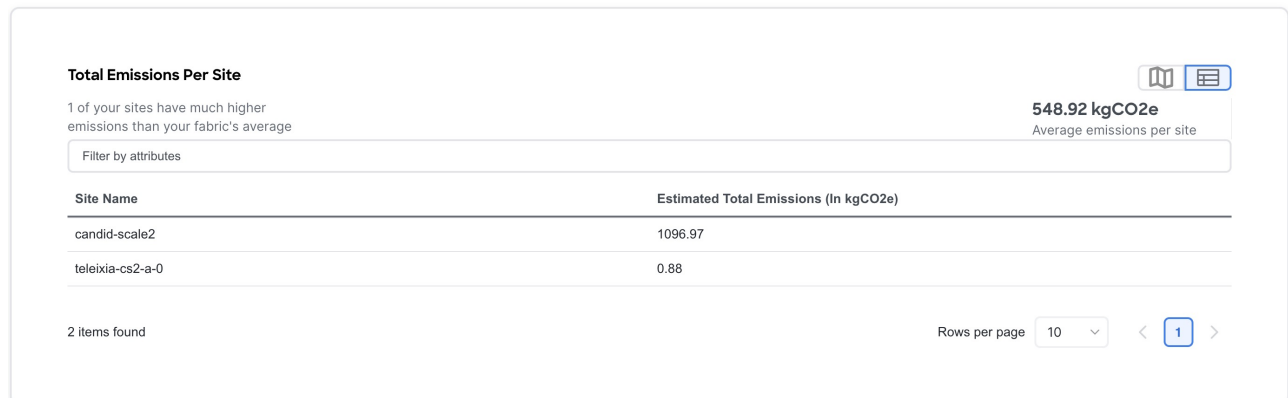 Total Emissions Per Site
1 of your sites have much higher
emissions than your fabric's average
548.92 kgCO2e
Average emissions per site
Filter by attributes
Site Name Estimated Total Emissions (In kgCO2e)
candid-scale2 1096.97
teleixia-cs2-a-0 0.88
2 items found Rows per page 10 1